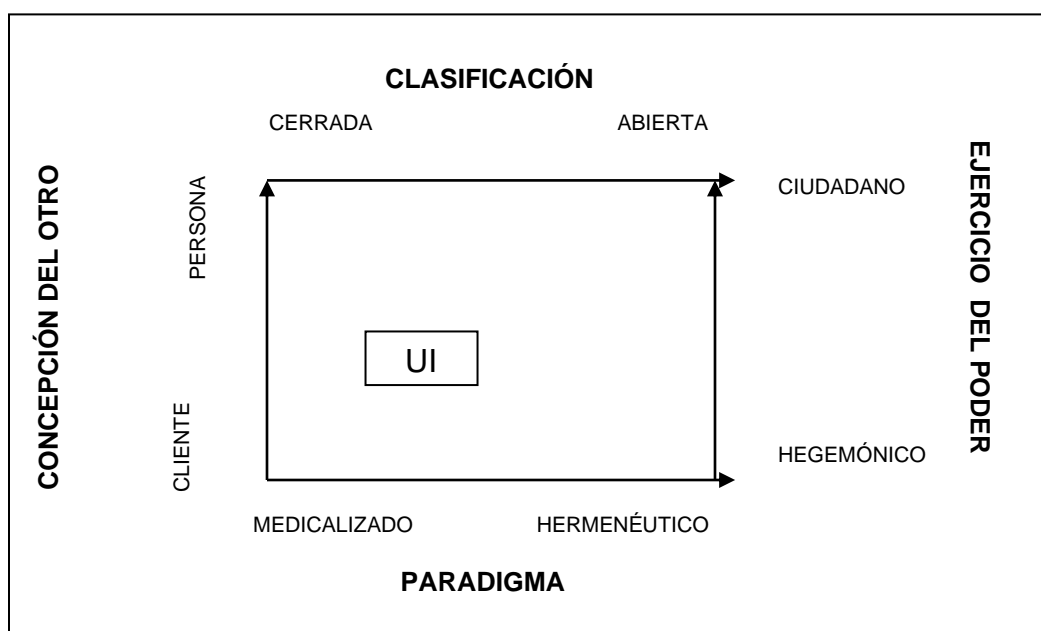 CLASIFICACIÓN
CERRADA ABIERTA
CONCEPCIÓN DEL OTRO
PERSONA
CLIENTE
UI
CIUDADANO
HEGEMÓNICO
EJERCICIO DEL PODER
MEDICALIZADO HERMENÉUTICO
PARADIGMA